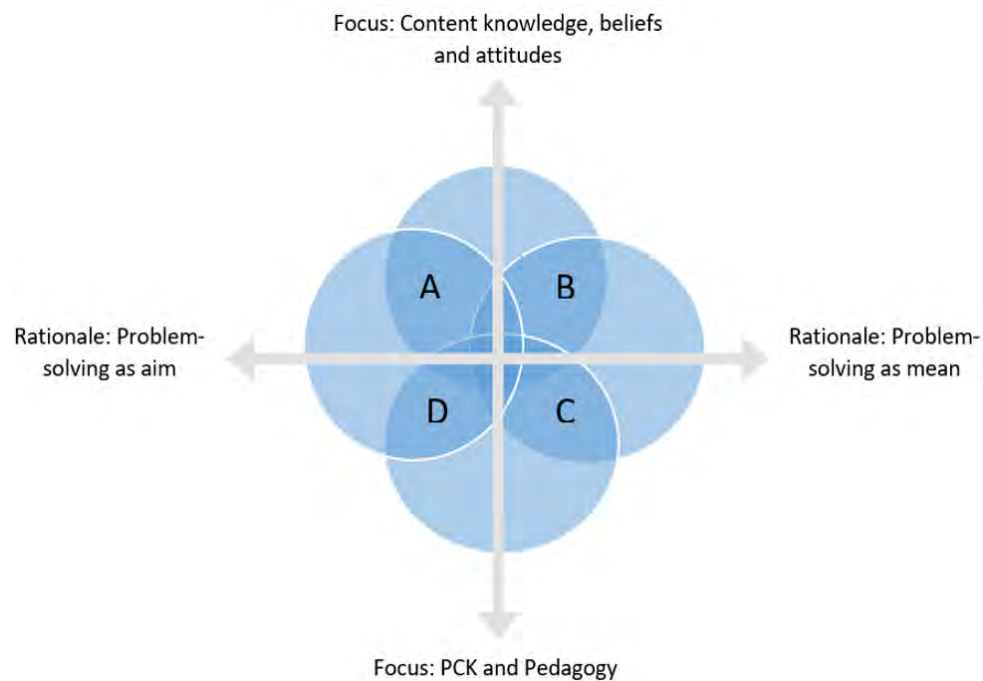 Focus: Content knowledge, beliefs
and attitudes
A
B
Rationale: Problem-
solving as aim
Rationale: Problem-
solving as mean
D
C
Focus: PCK and Pedagogy